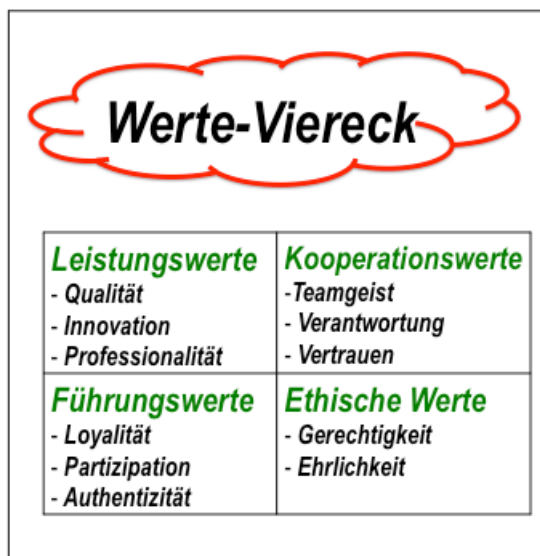 Werte-Viereck
Leistungswerte
- Qualität
- Innovation
- Professionalität
Kooperationswerte
-Teamgeist
- Verantwortung
- Vertrauen
Führungswerte
- Loyalität
- Partizipation
- Authentizität
Ethische Werte
- Gerechtigkeit
- Ehrlichkeit